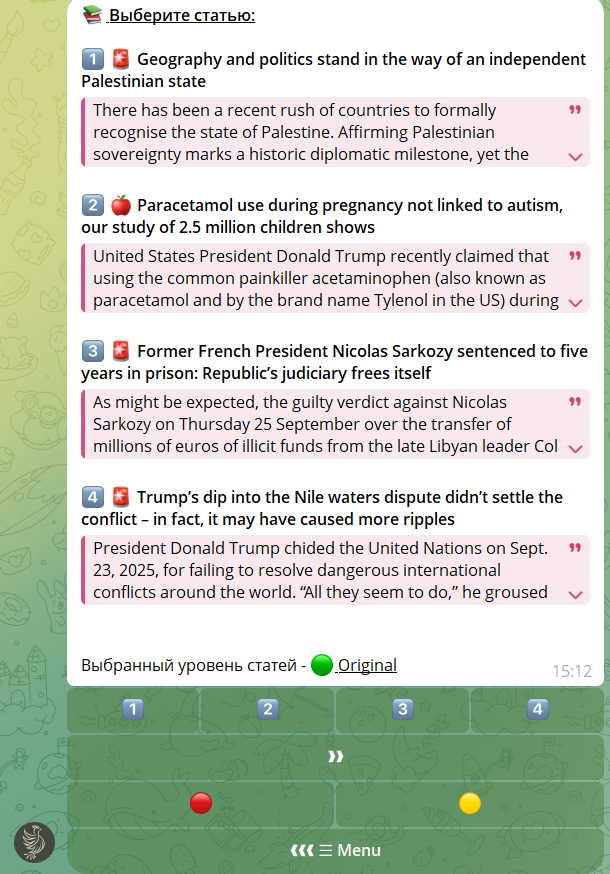 📚 Выберите статью:
1️⃣ 🚨 Geography and politics stand in the way of an independent
Palestinian state
There has been a recent rush of countries to formally
recognise the state of Palestine. Affirming Palestinian
sovereignty marks a historic diplomatic milestone, yet the
2️⃣ 🍎 Paracetamol use during pregnancy not linked to autism,
our study of 2.5 million children shows
United States President Donald Trump recently claimed that
using the common painkiller acetaminophen (also known as
paracetamol and by the brand name Tylenol in the US) during
3️⃣ 🚨 Former French President Nicolas Sarkozy sentenced to five
years in prison: Republic’s judiciary frees itself
As might be expected, the guilty verdict against Nicolas
Sarkozy on Thursday 25 September over the transfer of
millions of euros of illicit funds from the late Libyan leader Col
4️⃣ 🚨 Trump’s dip into the Nile waters dispute didn’t settle the
conflict – in fact, it may have caused more ripples
President Donald Trump chided the United Nations on Sept.
23, 2025, for failing to resolve dangerous international
conflicts around the world. “All they seem to do,” he groused
Выбранный уровень статей - 🟢 Original
15:12
1️⃣ 2️⃣ 3️⃣ 4️⃣
⟫
🔴 🟡
⟪⟨ ☰ Menu